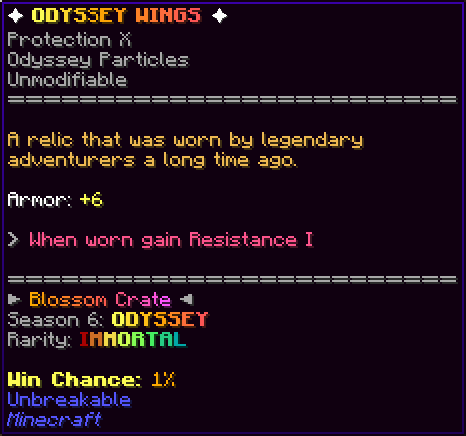 ✦ ODYSSEY WINGS ✦
Protection X
Odyssey Particles
Unmodifiable
================================
A relic that was worn by legendary
adventurers a long time ago.
Armor: +6
> When worn gain Resistance I
================================
► Blossom Crate ◄
Season 6: ODYSSEY
Rarity: IMMORTAL
Win Chance: 1%
Unbreakable
Minecraft